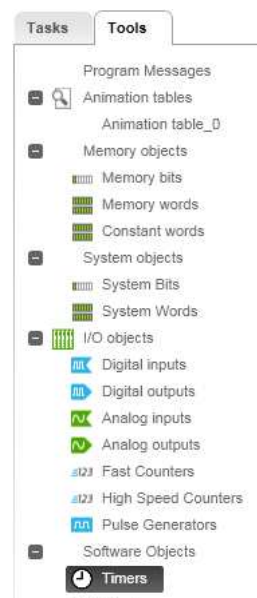 Tasks Tools
Program Messages
Animation tables
Animation table_0
Memory objects
Memory bits
Memory words
Constant words
System objects
System Bits
System Words
I/O objects
Digital inputs
Digital outputs
Analog inputs
Analog outputs
123 Fast Counters
123 High Speed Counters
Pulse Generators
Software Objects
Timers